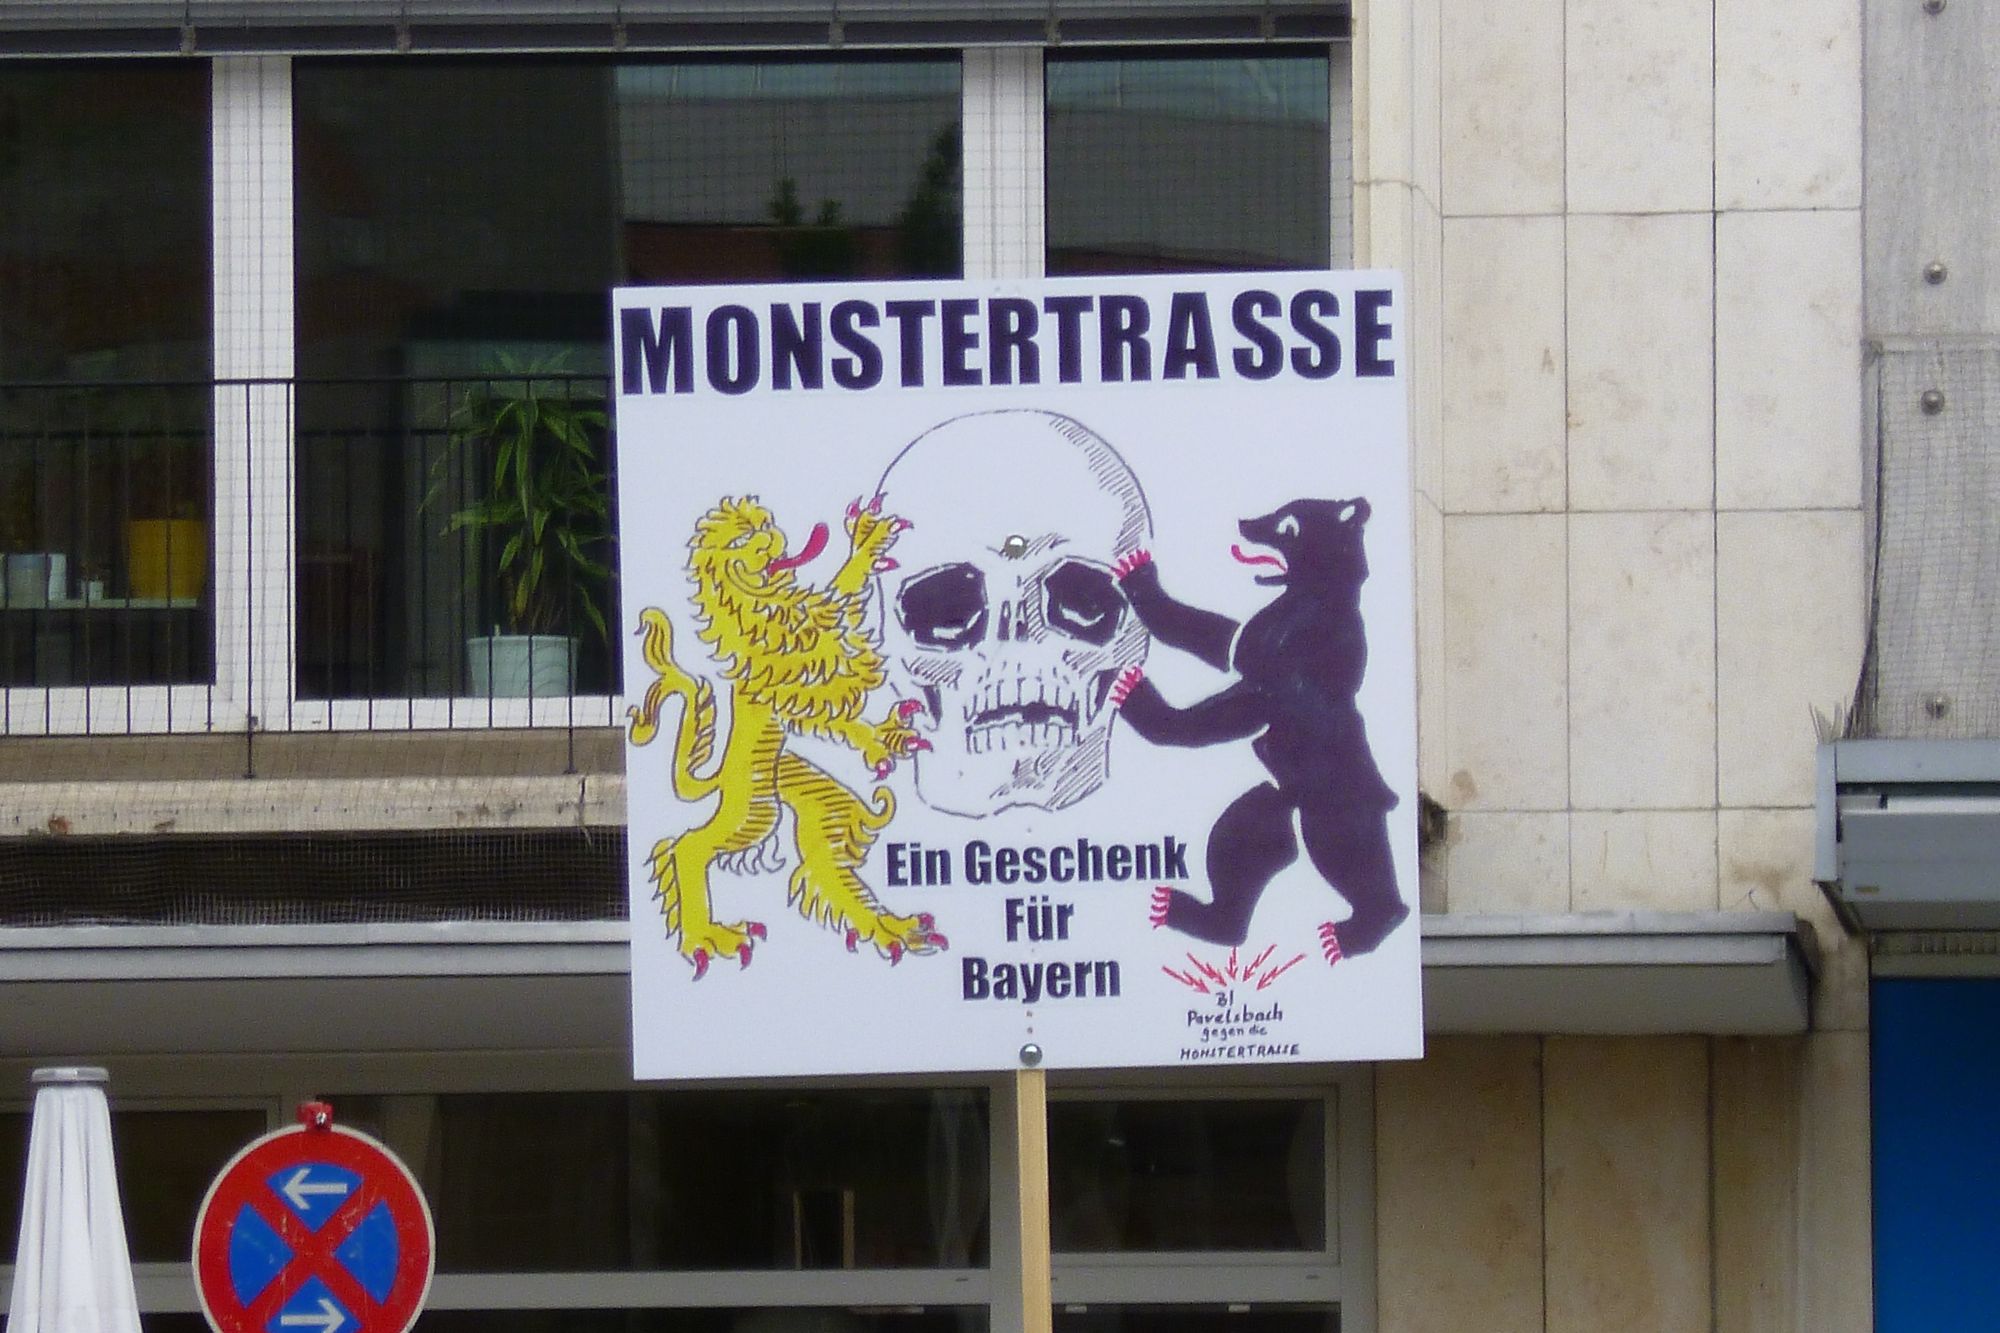 MONSTERTRASSE
Ein Geschenk
Für
Bayern
BI
Pavelsbach
gegen die
MONSTERTRASSE